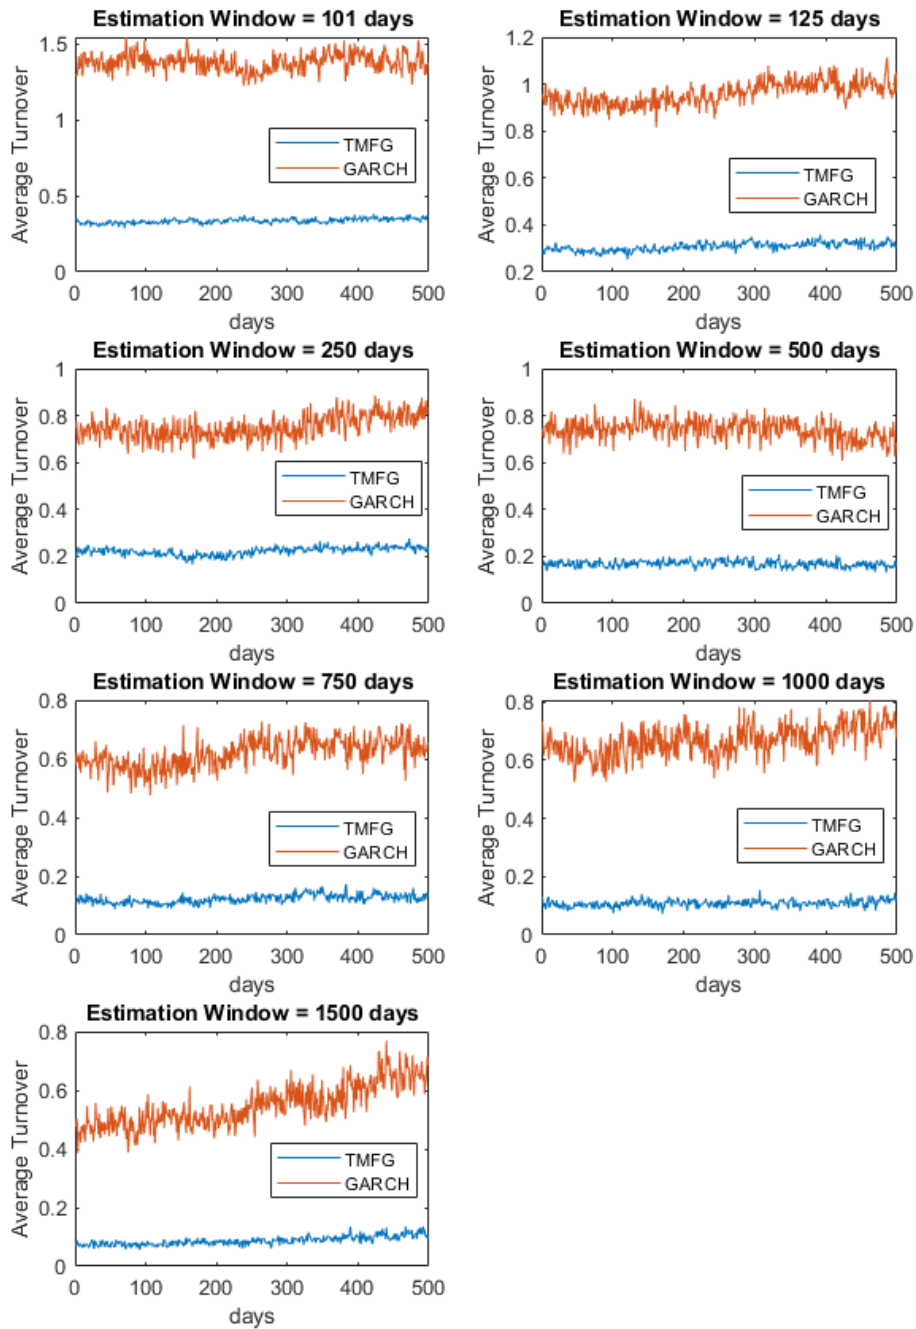 Estimation Window = 101 days
Average Turnover
1.5
1
0.5
0
TMFG
GARCH
0 100 200 300 400 500
days
Estimation Window = 125 days
Average Turnover
1.2
1
0.8
0.6
0.4
0.2
TMFG
GARCH
0 100 200 300 400 500
days
Estimation Window = 250 days
Average Turnover
1
0.8
0.6
0.4
0.2
0
TMFG
GARCH
0 100 200 300 400 500
days
Estimation Window = 500 days
Average Turnover
1
0.8
0.6
0.4
0.2
0
TMFG
GARCH
0 100 200 300 400 500
days
Estimation Window = 750 days
Average Turnover
0.8
0.6
0.4
0.2
0
TMFG
GARCH
0 100 200 300 400 500
days
Estimation Window = 1000 days
Average Turnover
0.8
0.6
0.4
0.2
0
TMFG
GARCH
0 100 200 300 400 500
days
Estimation Window = 1500 days
Average Turnover
0.8
0.6
0.4
0.2
0
TMFG
GARCH
0 100 200 300 400 500
days